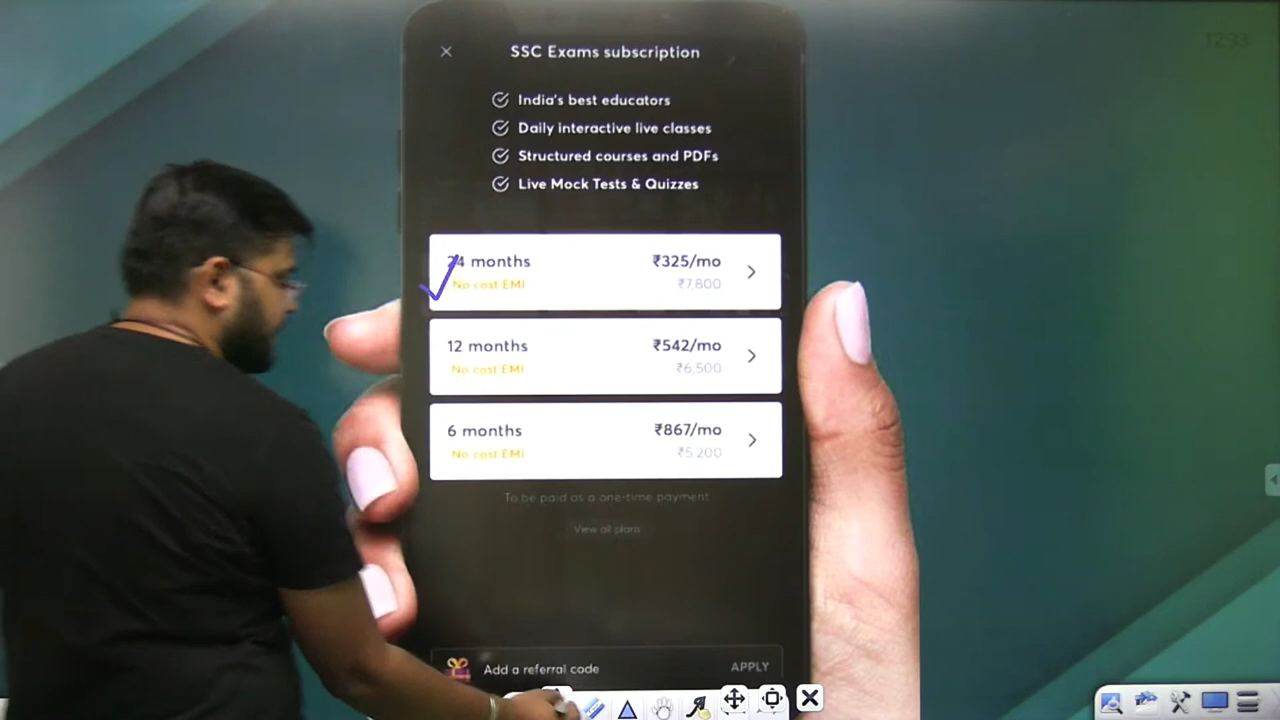 12:33
SSC Exams subscription
India's best educators
Daily interactive live classes
Structured courses and PDFs
Live Mock Tests & Quizzes
24 months ₹325/mo
No cost EMI ₹7,800
12 months ₹542/mo
No cost EMI ₹6,500
6 months ₹867/mo
No cost EMI ₹5,200
To be paid as a one-time payment
View all plans
Add a referral code APPLY